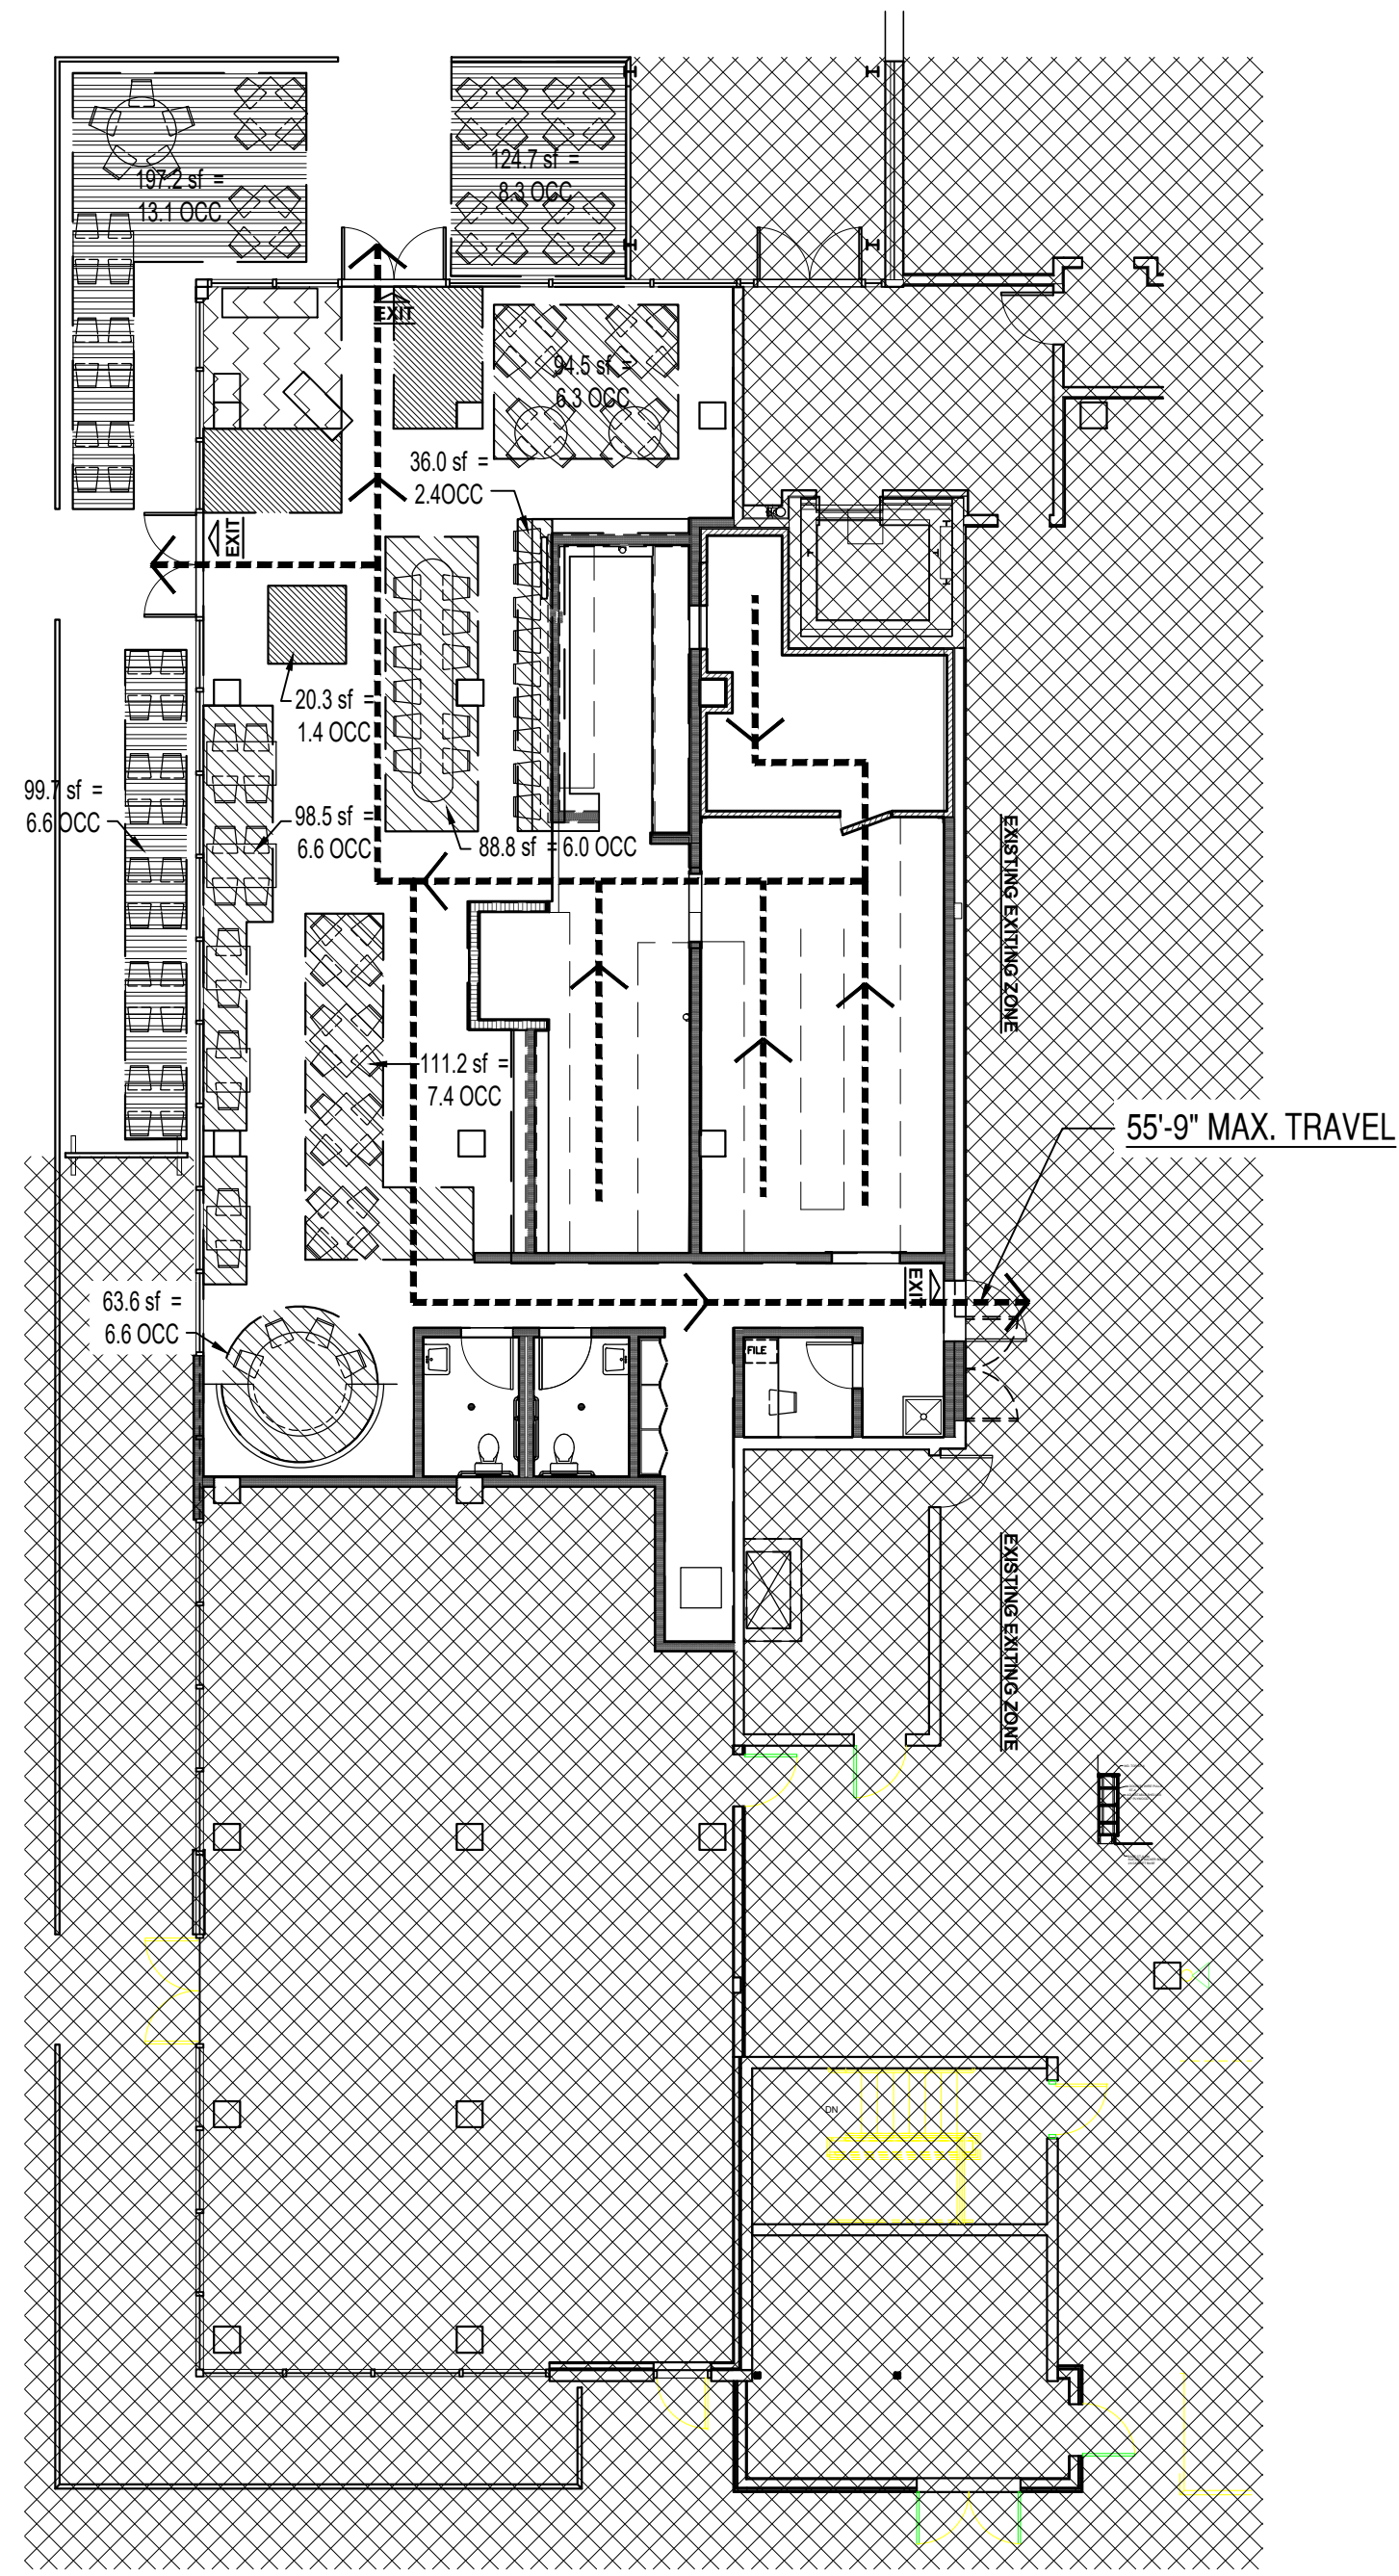 197.2 sf =
13.1 OCC
124.7 sf =
8.3 OCC
EXIT
94.5 sf =
6.3 OCC
36.0 sf =
2.4OCC
EXIT
20.3 sf =
1.4 OCC
99.7 sf =
6.6 OCC
98.5 sf =
6.6 OCC
88.8 sf = 6.0 OCC
EXISTING EXITING ZONE
111.2 sf =
7.4 OCC
55'-9" MAX. TRAVEL
EXIT
63.6 sf =
6.6 OCC
FILE
EXISTING EXITING ZONE
DN